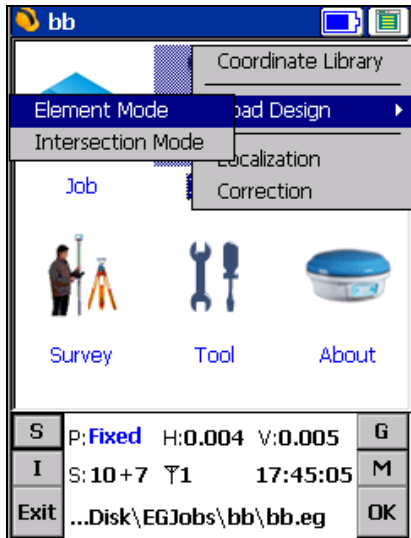 bb
Coordinate Library
Element Mode
oad Design
Intersection Mode
Localization
Job
Correction
Survey
Tool
About
S
P:Fixed H:0.004 V:0.005
G
I
S:10+7 1 17:45:05
M
Exit
...Disk\EGJobs\bb\bb.eg
OK